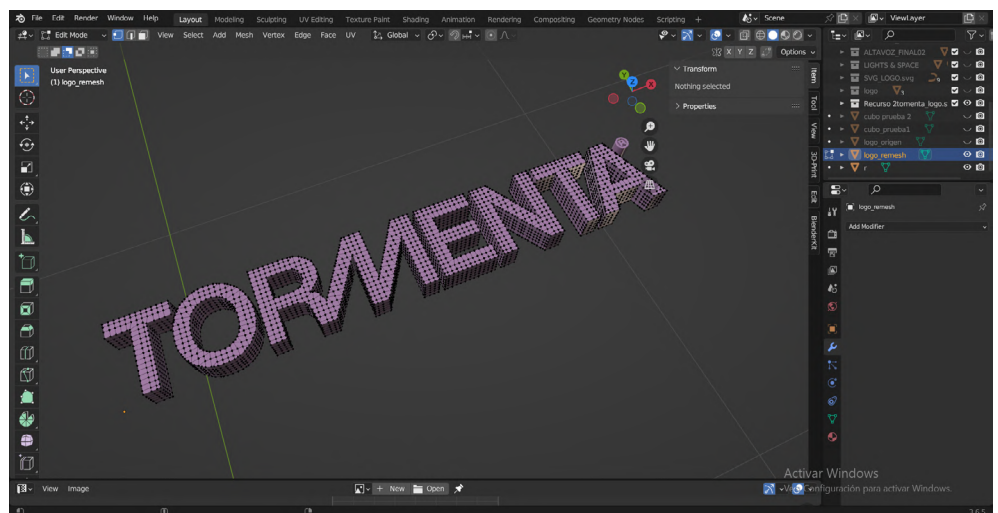 File Edit Render Window Help Layout Modeling Sculpting UV Editing Texture Paint Shading Animation Rendering Compositing Geometry Nodes Scripting + Scene ViewLayer
Edit Mode View Select Add Mesh Vertex Edge Face UV Global
X Y Z Options
User Perspective
(1) logo_remesh
Transform
Nothing selected
Properties
Item
Tool
View
3D-Print
Edit
BlenderKit
ALTAVOZ FINAL02
LIGHTS & SPACE
SVG LOGO.svg
logo
Recurso 2tormenta_logo.s
cubo prueba 2
cubo_prueba1
logo_origen
logo_remesh
r
logo_remesh
Add Modifier
TORMENTA
Activar Windows
Configuración para activar Windows.
View Image + New Open